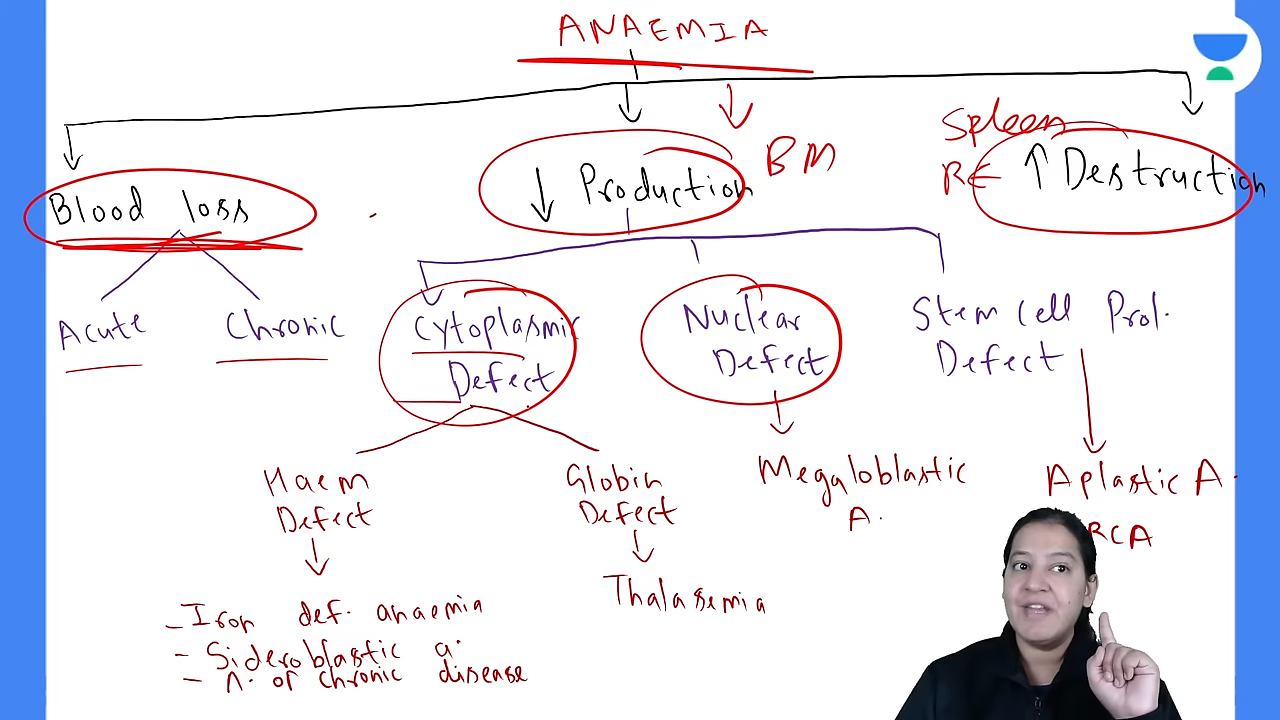 ANAEMIA
Spleen
BM
RE
↓ Production
↑ Destruction
Blood loss
Acute
Chronic
Cytoplasmic
Defect
Nuclear
Defect
Stem cell Prol.
Defect
Haem
Defect
Globin
Defect
Megaloblastic
A.
Aplastic A.
RCA
Thalasemia
- Iron def. anaemia
- Sideroblastic a.
- A. of chronic disease